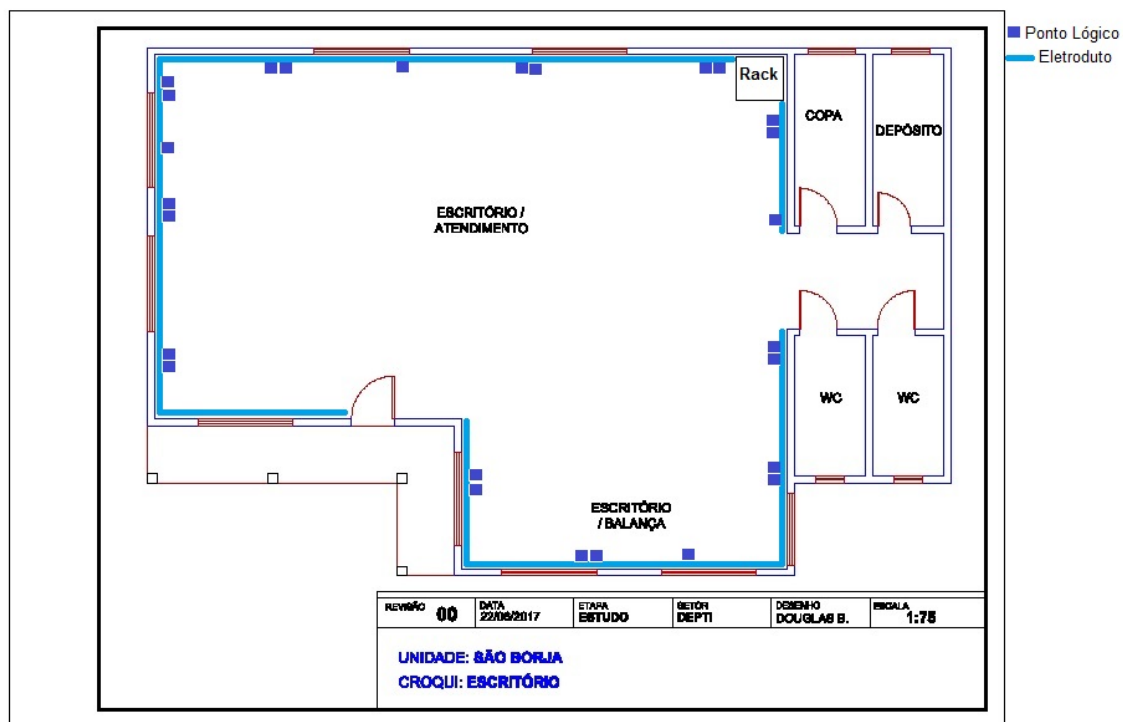 Ponto Lógico
Eletroduto
Rack
COPA
DEPÓSITO
ESCRITÓRIO /
ATENDIMENTO
WC
WC
ESCRITÓRIO
/ BALANÇA
REVISÃO 00
DATA
22/06/2017
ETAPA
ESTUDO
SETOR
DEPTI
DESENHO
DOUGLAS B.
ESCALA
1:75
UNIDADE: SÃO BORJA
CROQUI: ESCRITÓRIO